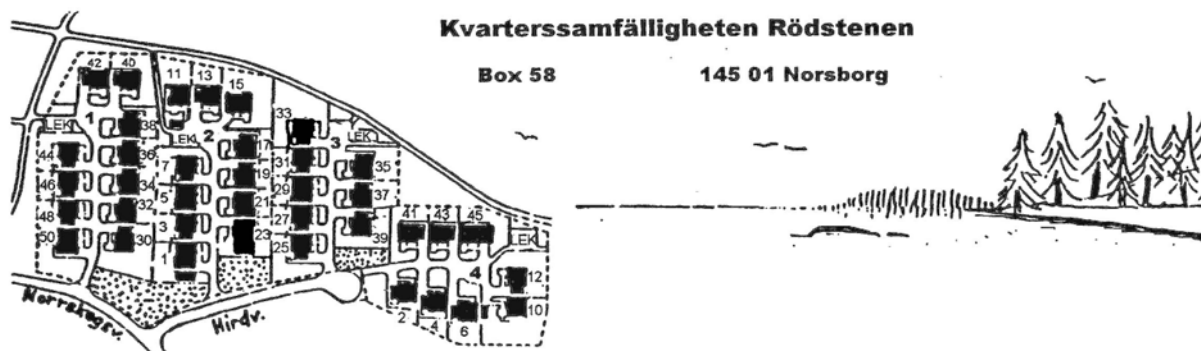 Kvarterssamfälligheten Rödstenen
Box 58 145 01 Norsborg
42 40 11 13 15
33
1 LEK 38 LEK 2 17 LEK 3
44 36 7 31 35
46 34 5 19 29 37
48 32 3 21 27 41 43 45
50 30 1 23 25 39 LEK
4 12
2 4 6 10
Norrskogsv. Hirdv.